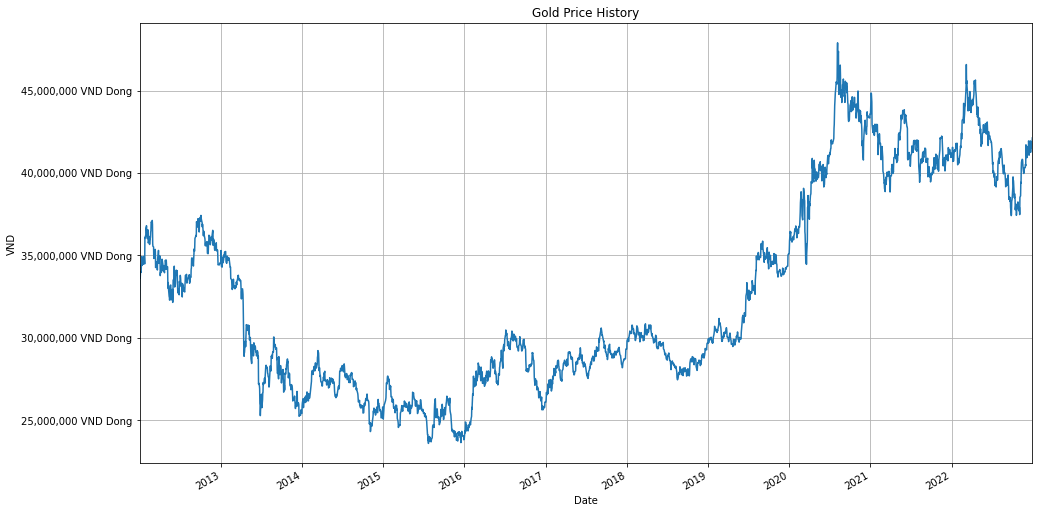 Gold Price History
45,000,000 VND Dong
40,000,000 VND Dong
35,000,000 VND Dong
30,000,000 VND Dong
25,000,000 VND Dong
VND
2013
2014
2015
2016
2017
2018
2019
2020
2021
2022
Date